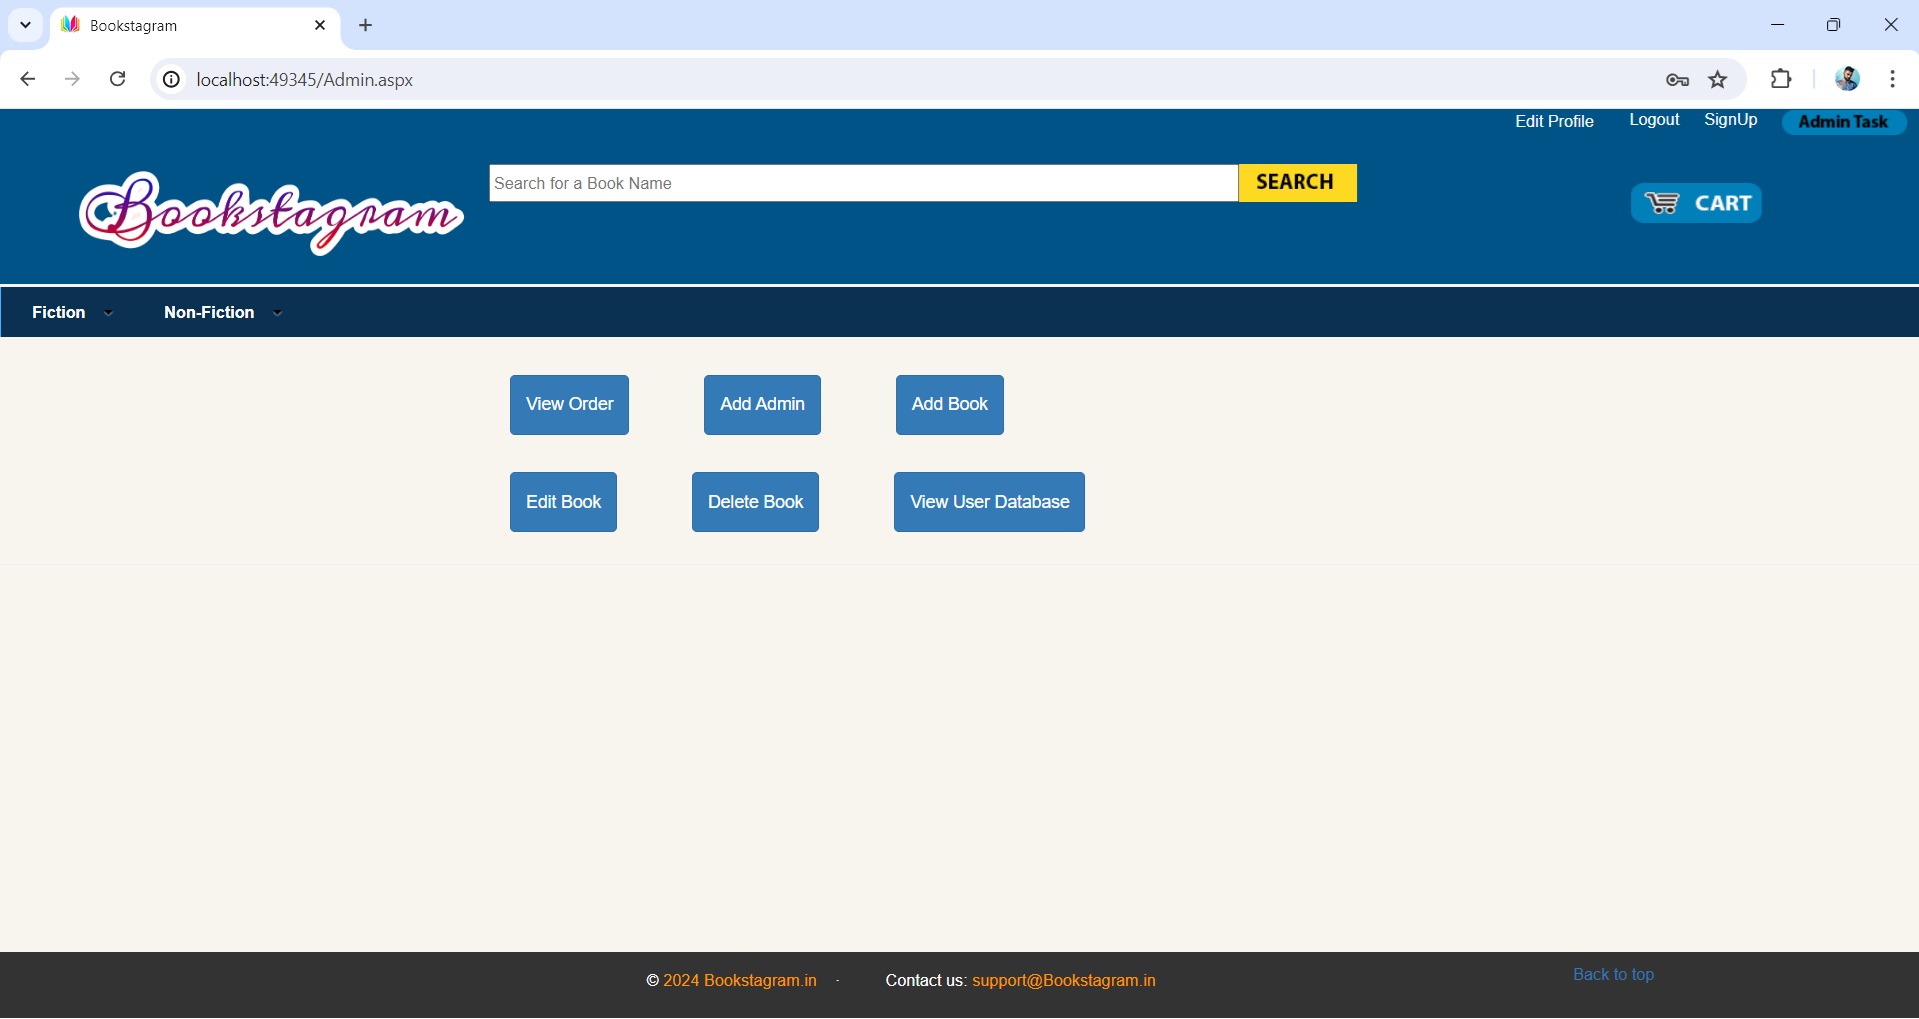 Bookstagram
localhost:49345/Admin.aspx
Edit Profile Logout SignUp Admin Task
Search for a Book Name SEARCH
Bookstagram
CART
Fiction Non-Fiction
View Order Add Admin Add Book
Edit Book Delete Book View User Database
© 2024 Bookstagram.in · Contact us: support@Bookstagram.in Back to top